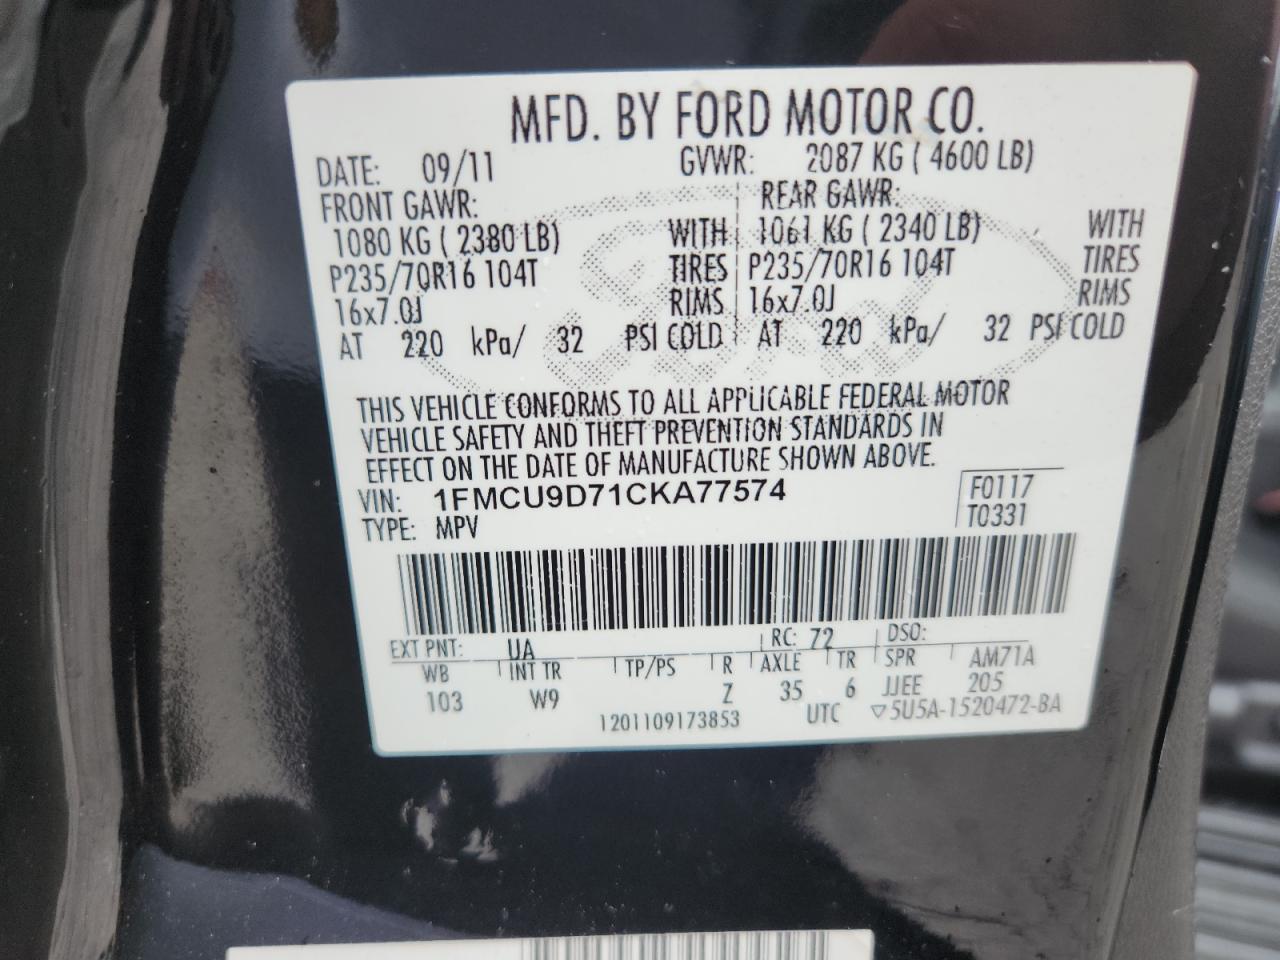 MFD. BY FORD MOTOR CO.
DATE: 09/11 GVWR: 2087 KG ( 4600 LB)
FRONT GAWR: REAR GAWR:
1080 KG ( 2380 LB) WITH 1061 KG ( 2340 LB) WITH
P235/70R16 104T TIRES P235/70R16 104T TIRES
16x7.0J RIMS 16x7.0J RIMS
AT 220 kPa/ 32 PSI COLD AT 220 kPa/ 32 PSI COLD
THIS VEHICLE CONFORMS TO ALL APPLICABLE FEDERAL MOTOR
VEHICLE SAFETY AND THEFT PREVENTION STANDARDS IN
EFFECT ON THE DATE OF MANUFACTURE SHOWN ABOVE.
VIN: 1FMCU9D71CKA77574 F0117
TYPE: MPV T0331
EXT PNT: UA RC: 72 DSO:
WB INT TR TP/PS R AXLE TR SPR AM71A
103 W9 Z 35 6 JJEE 205
1201109173853 UTC ▽5U5A-1520472-BA
Ford